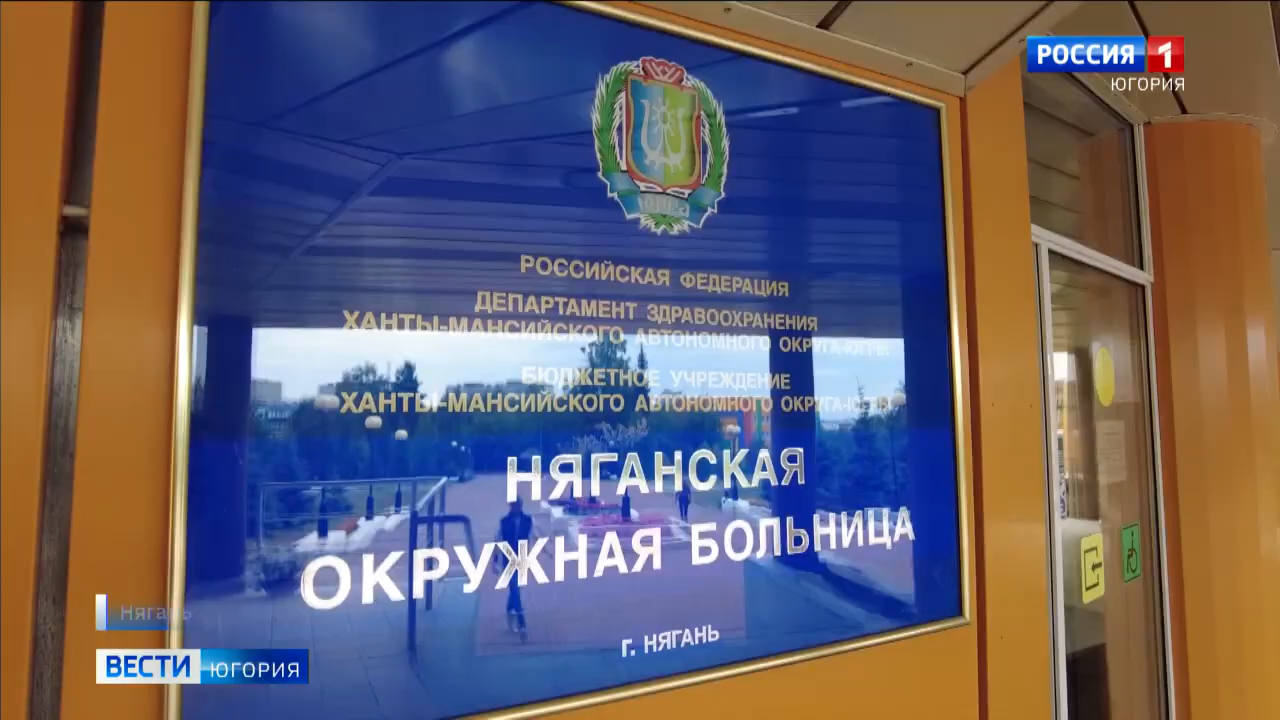 РОССИЯ 1
ЮГОРИЯ
РОССИЙСКАЯ ФЕДЕРАЦИЯ
ДЕПАРТАМЕНТ ЗДРАВООХРАНЕНИЯ
ХАНТЫ-МАНСИЙСКОГО АВТОНОМНОГО ОКРУГА-ЮГРЫ
БЮДЖЕТНОЕ УЧРЕЖДЕНИЕ
ХАНТЫ-МАНСИЙСКОГО АВТОНОМНОГО ОКРУГА-ЮГРЫ
НЯГАНСКАЯ
ОКРУЖНАЯ БОЛЬНИЦА
г. НЯГАНЬ
Нягань
ВЕСТИ ЮГОРИЯ